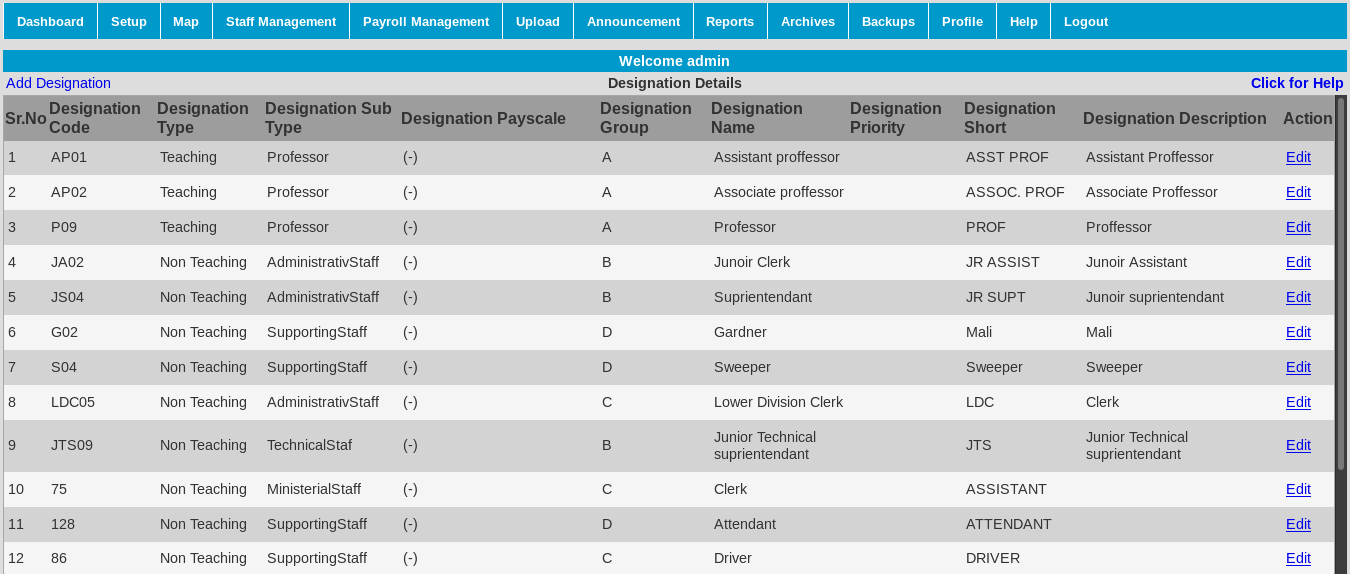 Dashboard Setup Map Staff Management Payroll Management Upload Announcement Reports Archives Backups Profile Help Logout
Welcome admin
Add Designation Designation Details Click for Help
Sr.No Designation Code Designation Type Designation Sub Type Designation Payscale Designation Group Designation Name Designation Priority Designation Short Designation Description Action
1 AP01 Teaching Professor (-) A Assistant proffessor ASST PROF Assistant Proffessor Edit
2 AP02 Teaching Professor (-) A Associate proffessor ASSOC. PROF Associate Proffessor Edit
3 P09 Teaching Professor (-) A Professor PROF Proffessor Edit
4 JA02 Non Teaching AdministrativStaff (-) B Junoir Clerk JR ASSIST Junoir Assistant Edit
5 JS04 Non Teaching AdministrativStaff (-) B Suprientendant JR SUPT Junoir suprientendant Edit
6 G02 Non Teaching SupportingStaff (-) D Gardner Mali Mali Edit
7 S04 Non Teaching SupportingStaff (-) D Sweeper Sweeper Sweeper Edit
8 LDC05 Non Teaching AdministrativStaff (-) C Lower Division Clerk LDC Clerk Edit
9 JTS09 Non Teaching TechnicalStaf (-) B Junior Technical suprientendant JTS Junior Technical suprientendant Edit
10 75 Non Teaching MinisterialStaff (-) C Clerk ASSISTANT Edit
11 128 Non Teaching SupportingStaff (-) D Attendant ATTENDANT Edit
12 86 Non Teaching SupportingStaff (-) C Driver DRIVER Edit